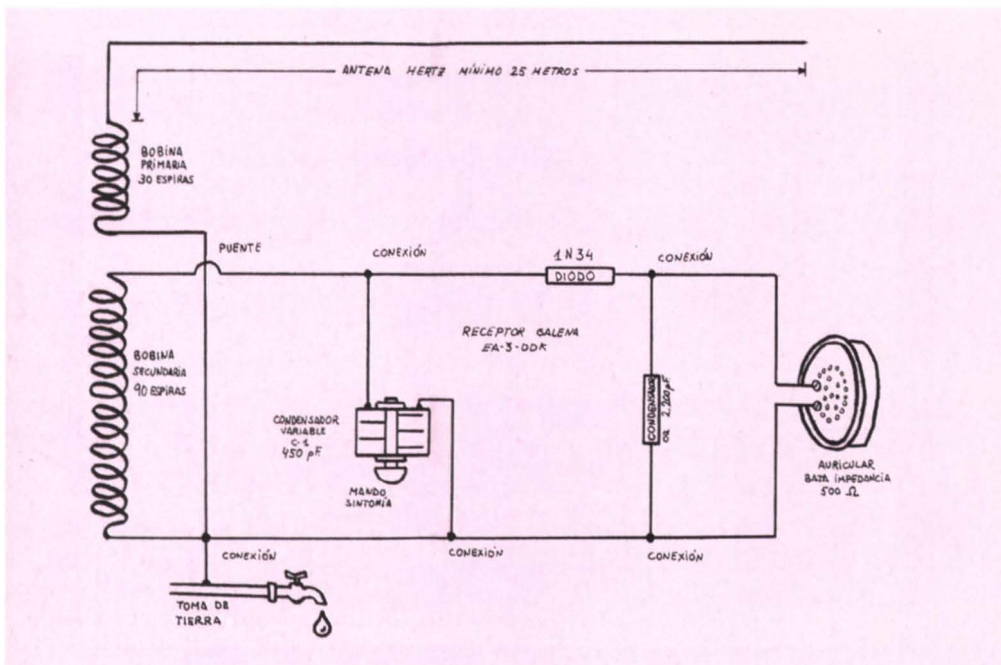 ANTENA HERTZ MÍNIMO 25 METROS
BOBINA
PRIMARIA
30 ESPIRAS
PUENTE
CONEXIÓN
1N34
DIODO
CONEXIÓN
RECEPTOR GALENA
EA-3-DDK
BOBINA
SECUNDARIA
90 ESPIRAS
CONDENSADOR
VARIABLE
C-1
450 pF
MANDO
SINTONÍA
CONDENSADOR
2.200 pF
AURICULAR
BAJA IMPEDANCIA
500 Ω
CONEXIÓN
CONEXIÓN
CONEXIÓN
TOMA DE
TIERRA